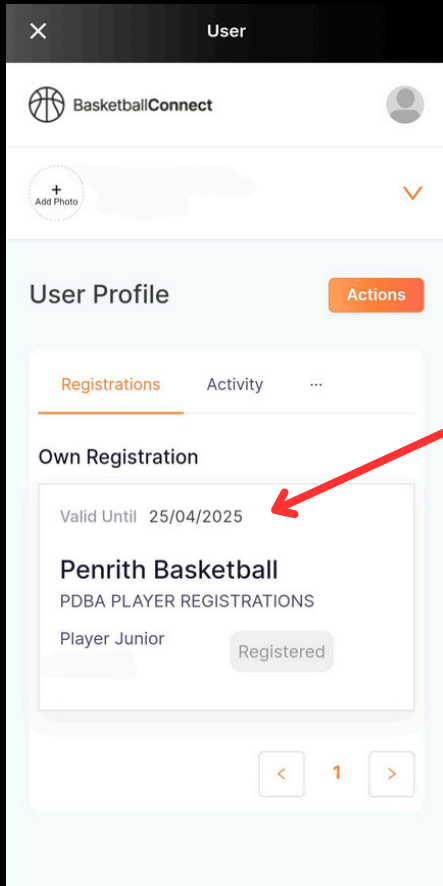 User
BasketballConnect
+
Add Photo
User Profile
Actions
Registrations Activity ...
Own Registration
Valid Until 25/04/2025
Penrith Basketball
PDBA PLAYER REGISTRATIONS
Player Junior
Registered
< 1 >